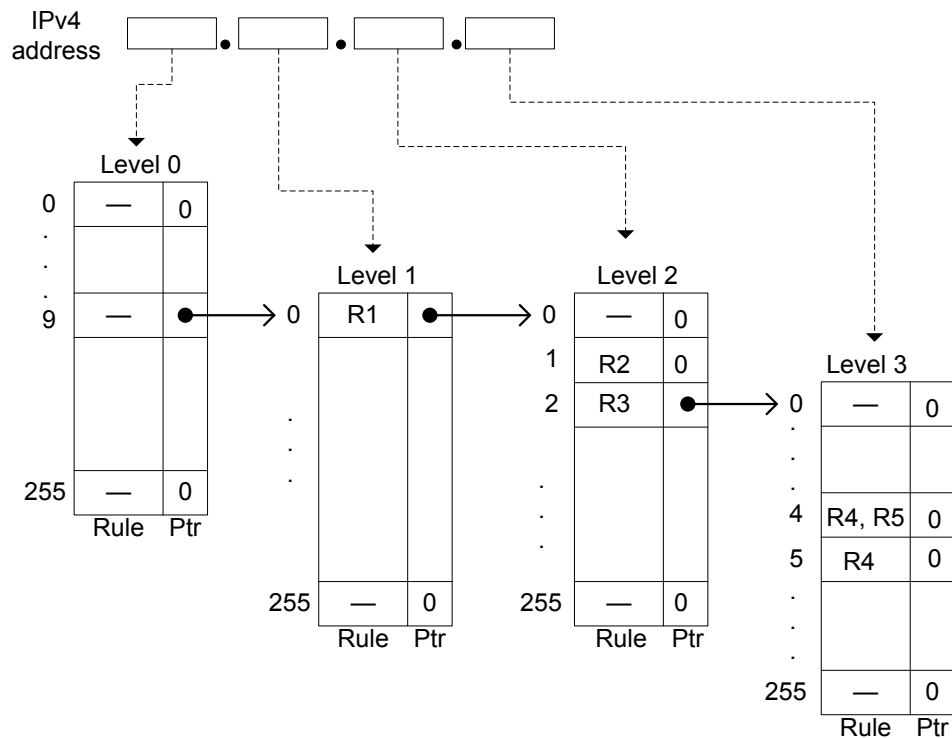 IPv4
address
Level 0
0 — 0
.
.
.
9 —
255 — 0
Rule Ptr
Level 1
0 R1
.
.
.
255 — 0
Rule Ptr
Level 2
0 — 0
1 R2 0
2 R3
.
.
.
255 — 0
Rule Ptr
Level 3
0 — 0
.
.
.
4 R4, R5 0
5 R4 0
.
.
.
255 — 0
Rule Ptr